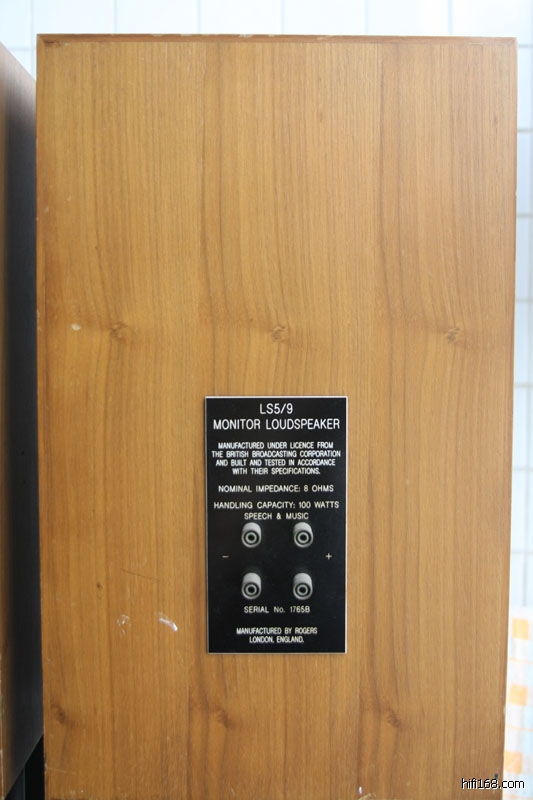 LS5/9
MONITOR LOUDSPEAKER
MANUFACTURED UNDER LICENCE FROM
THE BRITISH BROADCASTING CORPORATION
AND BUILT AND TESTED IN ACCORDANCE
WITH THEIR SPECIFICATIONS.
NOMINAL IMPEDANCE: 8 OHMS
HANDLING CAPACITY: 100 WATTS
SPEECH & MUSIC
- +
SERIAL No. 1765B
MANUFACTURED BY ROGERS
LONDON, ENGLAND.
hifi168.com